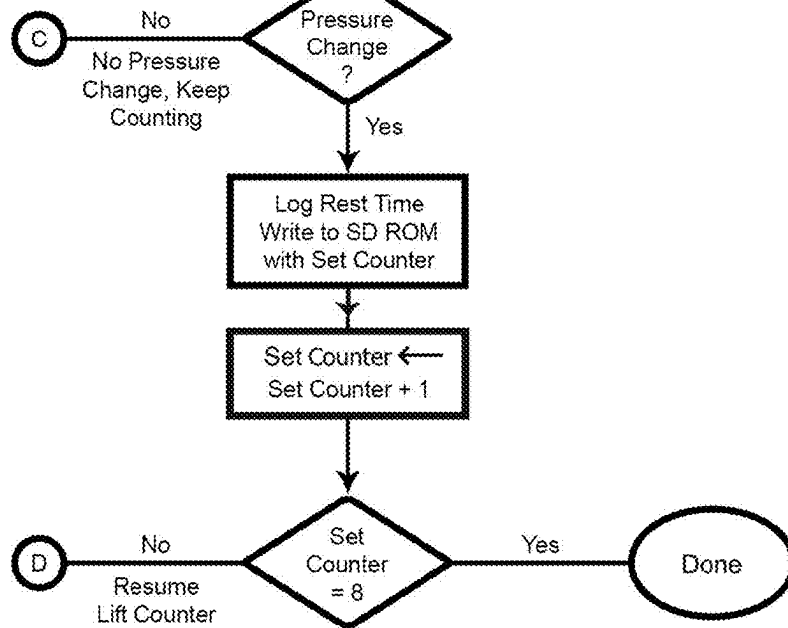 No
C
No Pressure
Change, Keep
Counting
Pressure
Change
?
Yes
Log Rest Time
Write to SD ROM
with Set Counter
Set Counter ←
Set Counter + 1
No
D
Resume
Lift Counter
Set
Counter
= 8
Yes
Done